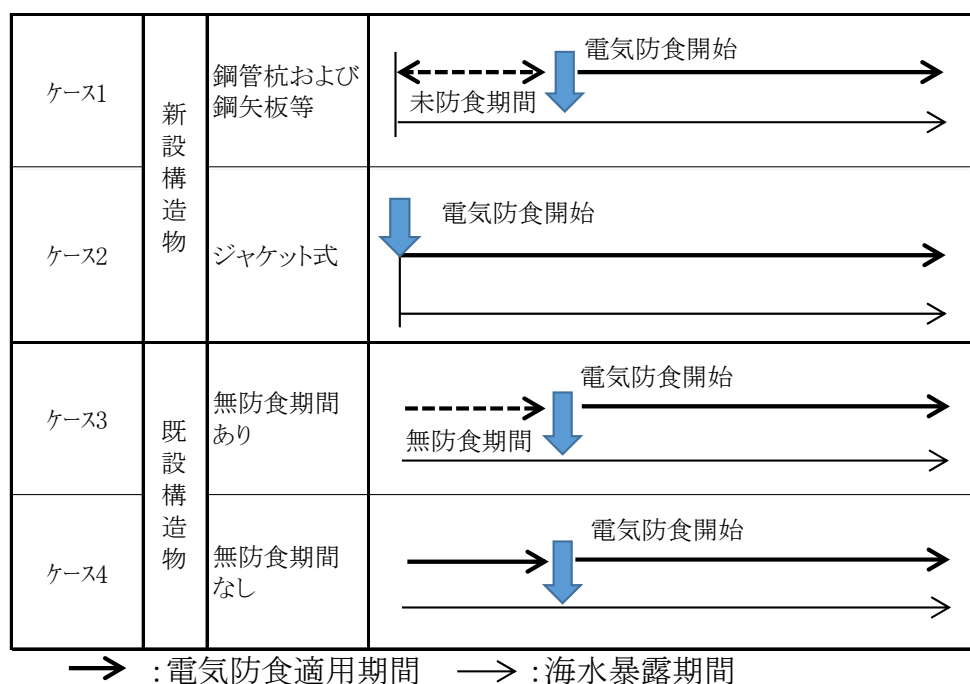 ケース1
新設構造物
鋼管杭および
鋼矢板等
電気防食開始
未防食期間
ケース2
ジャケット式
電気防食開始
ケース3
既設構造物
無防食期間
あり
電気防食開始
無防食期間
ケース4
無防食期間
なし
電気防食開始
:電気防食適用期間 :海水暴露期間